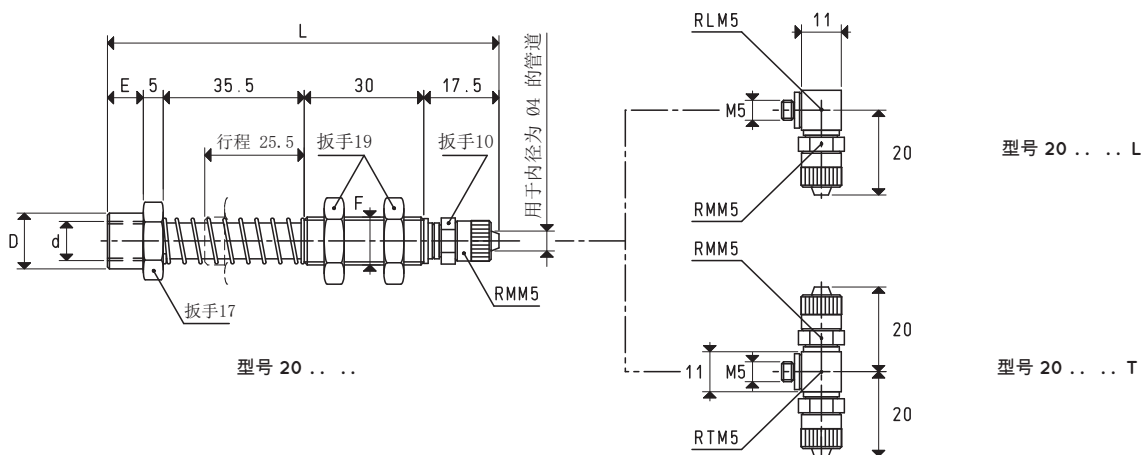 L
E 5 35.5 30 17.5
行程 25.5
扳手19
扳手10
用于内径为 Ø4 的管道
D
d
F
扳手17
RMM5
型号 20 .. ..
RLM5
11
M5
20
RMM5
型号 20 .. .. L
RMM5
20
11
M5
20
RTM5
型号 20 .. .. T